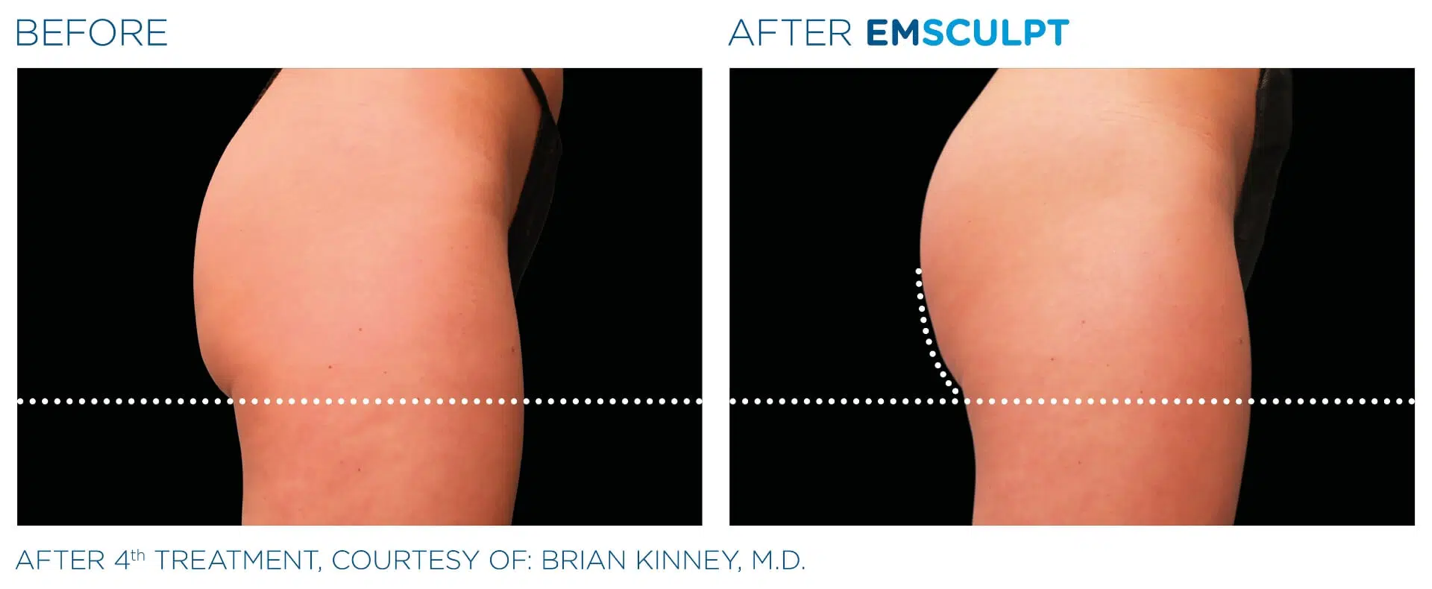 BEFORE
AFTER EMSCULPT
AFTER 4th TREATMENT, COURTESY OF: BRIAN KINNEY, M.D.